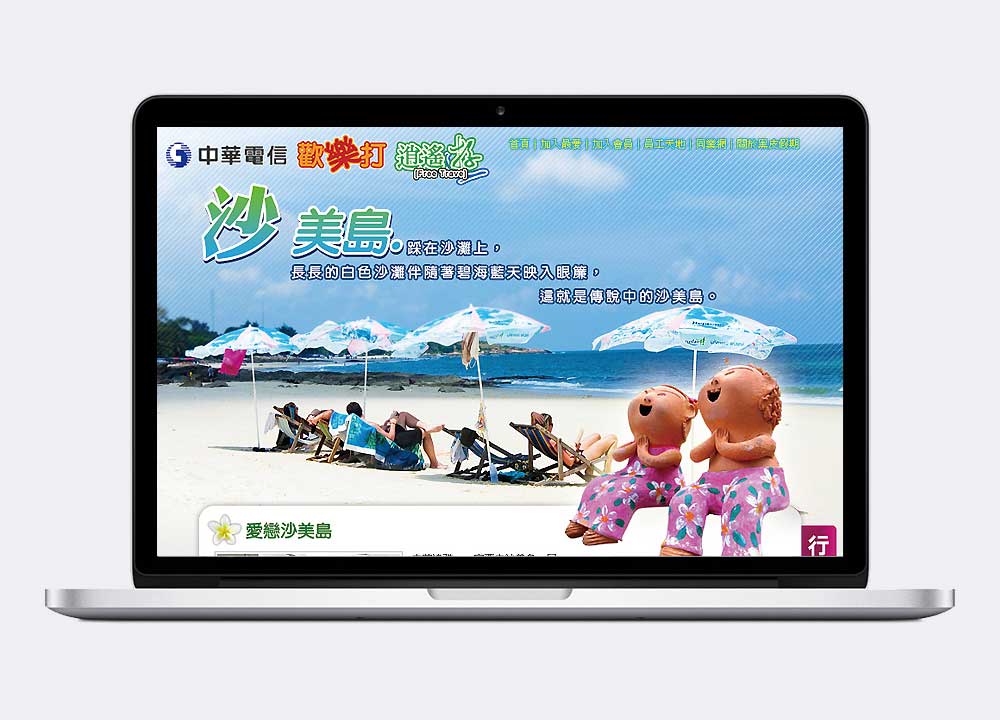 中華電信 歡樂打 逍遙遊
(Free Travel)
首頁 | 加入最愛 | 加入會員 | 員工天地 | 同業網 | 關於黑皮假期
沙美島.踩在沙灘上，
長長的白色沙灘伴隨著碧海藍天映入眼簾，
這就是傳說中的沙美島。
愛戀沙美島
行